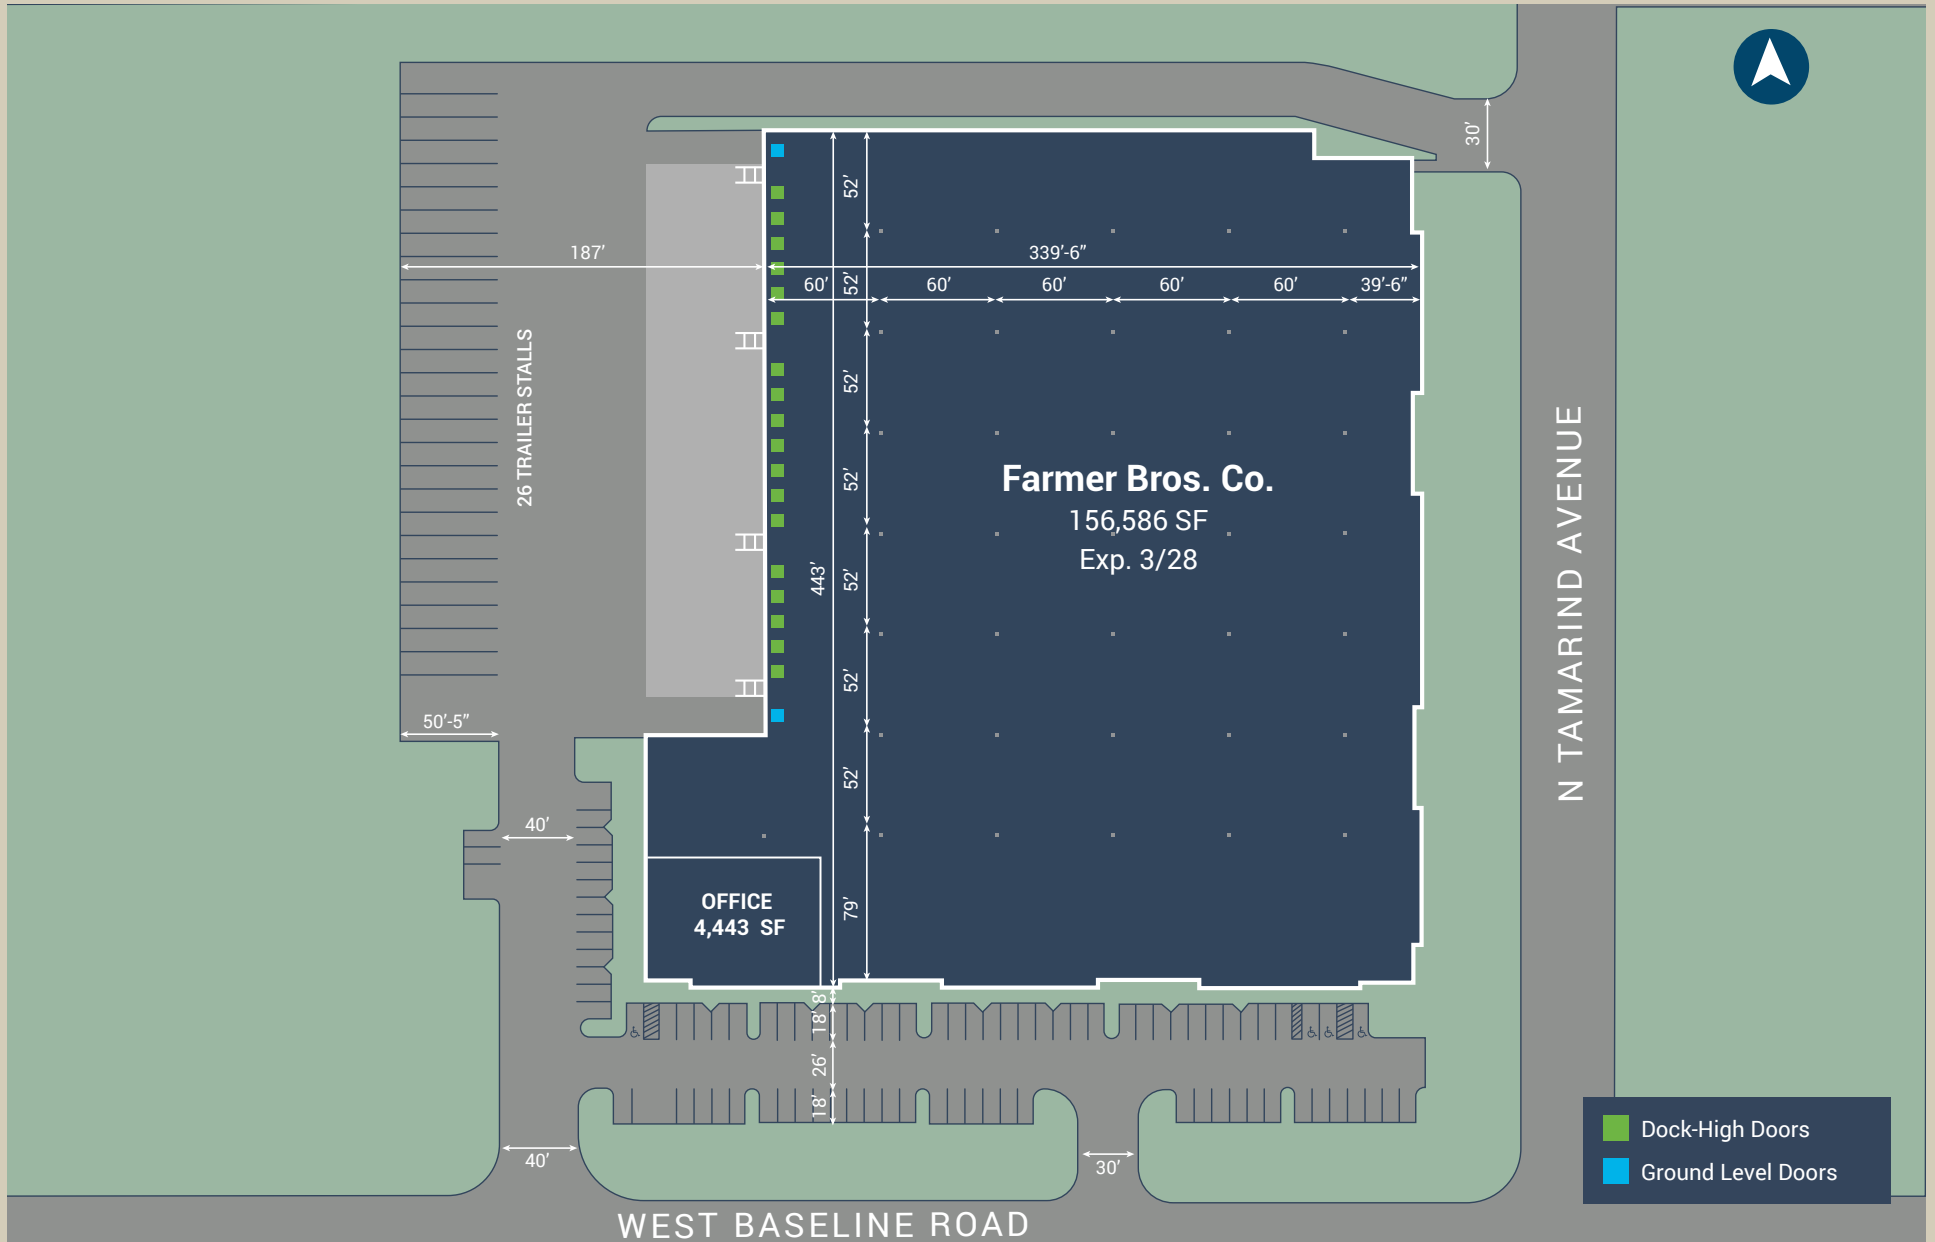 30’
187’
339’-6”
60’
60’
60’
60’
60’
39’-6”
52’
52’
52’
52’
52’
52’
52’
79’
443’
26 TRAILER STALLS
Farmer Bros. Co.
156,586 SF
Exp. 3/28
N TAMARIND AVENUE
50’-5”
40’
OFFICE
4,443 SF
8’
18’
26’
18’
40’
30’
Dock-High Doors
Ground Level Doors
WEST BASELINE ROAD